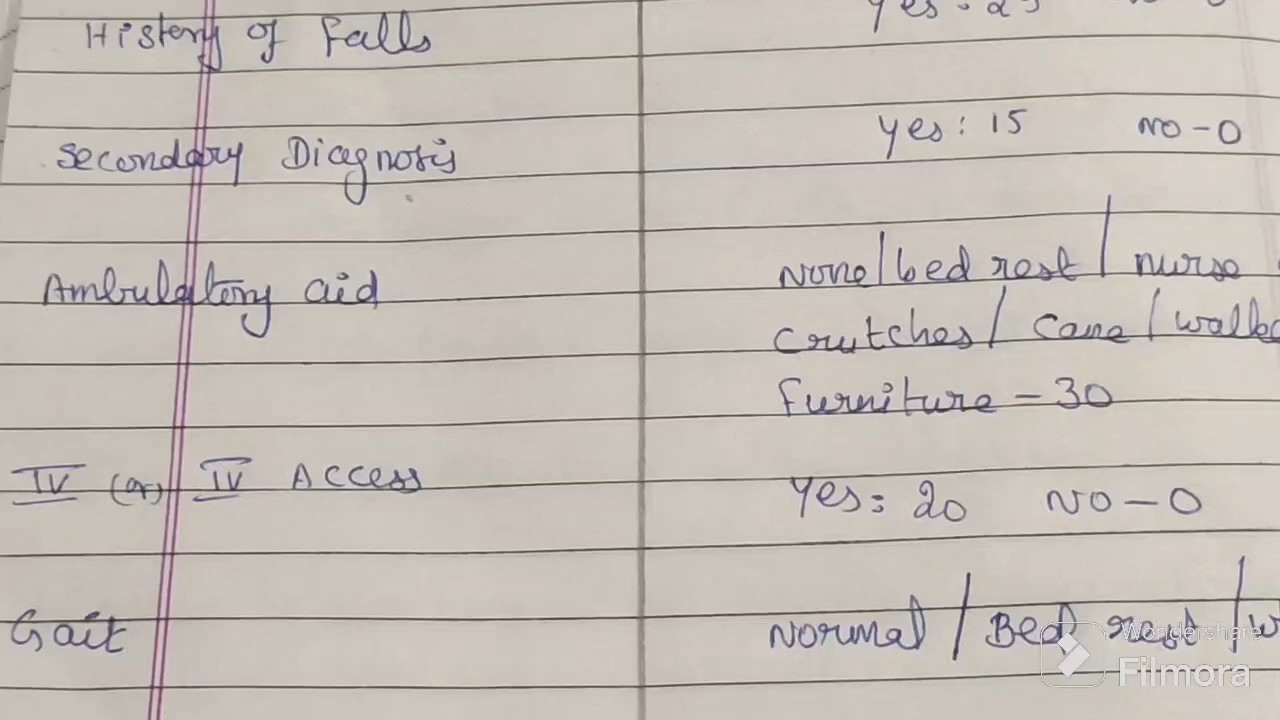 History of Falls
Secondary Diagnosis Yes: 15 NO - 0
Ambulatory aid None/bed rest / nurse
Crutches / Cane /
Furniture - 30
IV (or) IV Access Yes: 20 NO - 0
Gait Normal / Bed rest /
Wondershare
Filmora